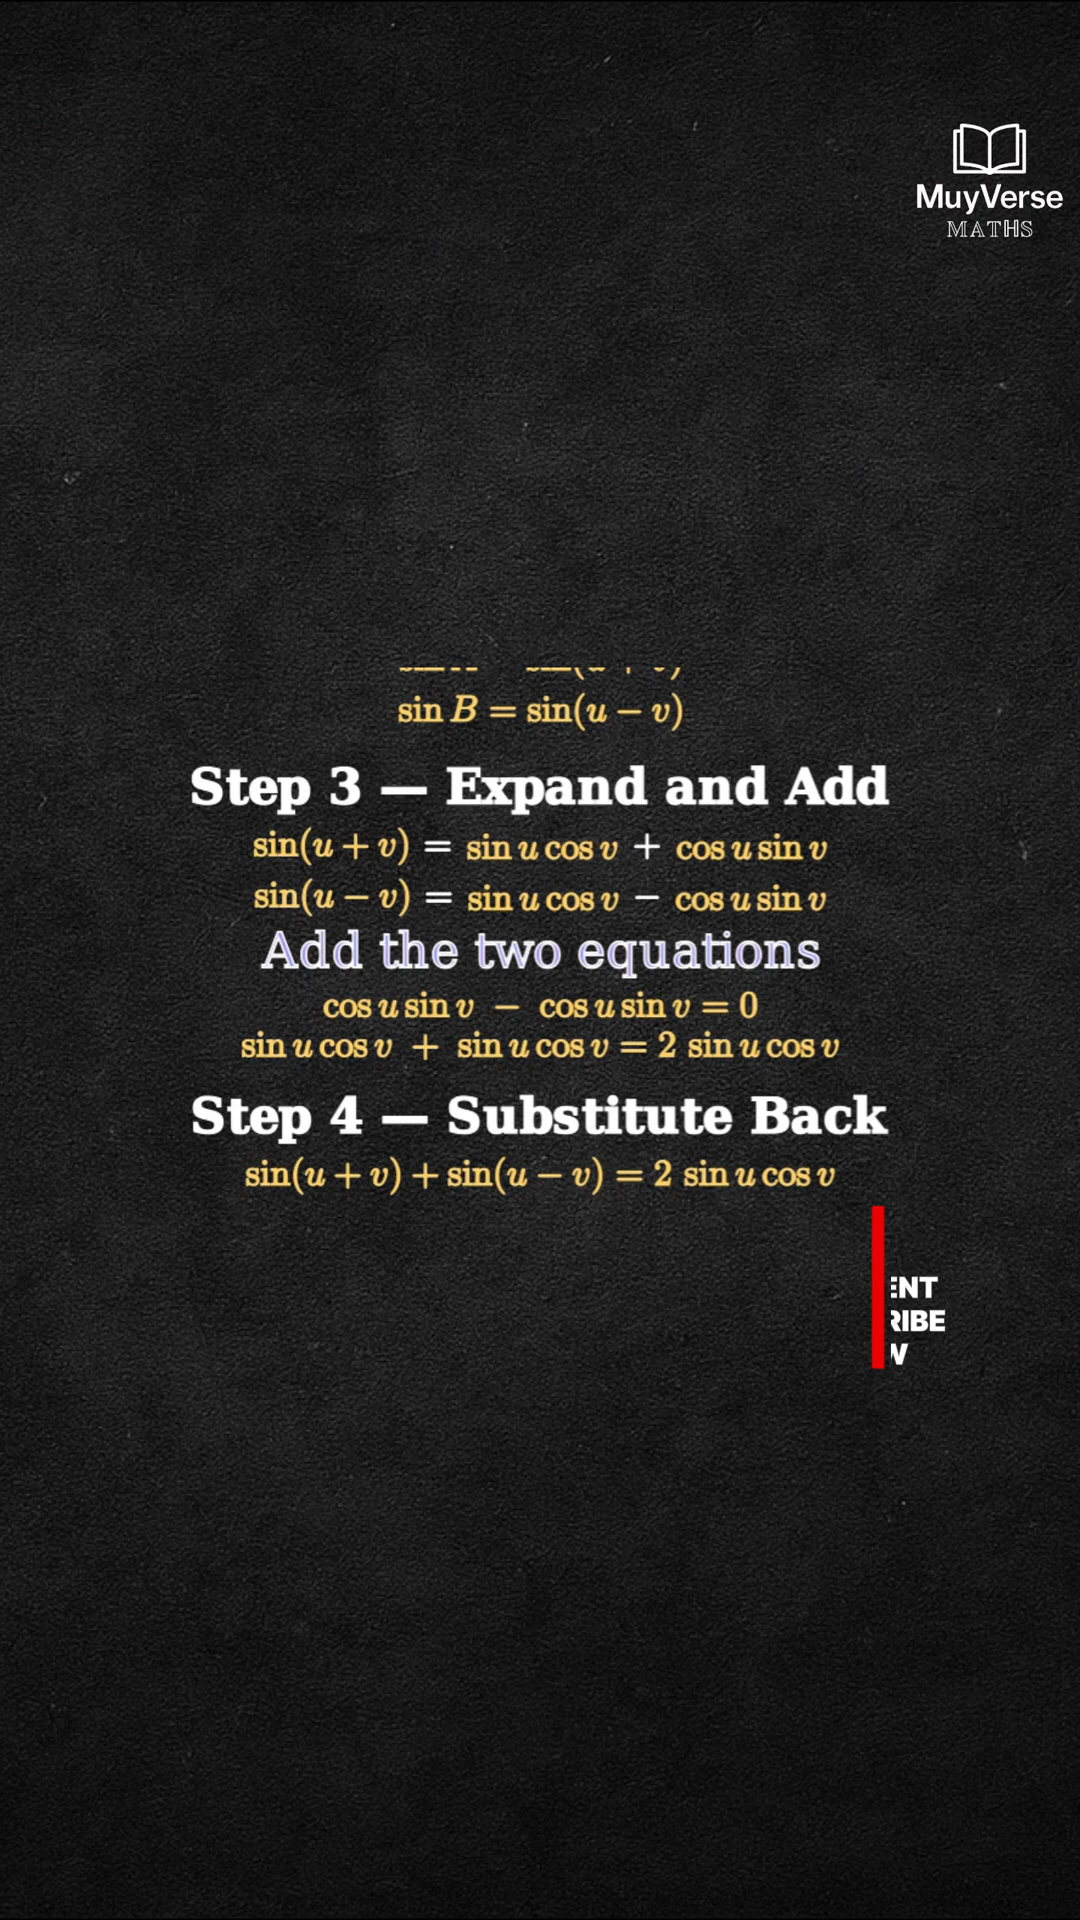 MuyVerse
MATHS
sin B = sin(u − v)
Step 3 — Expand and Add
sin(u + v) = sin u cos v + cos u sin v
sin(u − v) = sin u cos v − cos u sin v
Add the two equations
cos u sin v − cos u sin v = 0
sin u cos v + sin u cos v = 2 sin u cos v
Step 4 — Substitute Back
sin(u + v) + sin(u − v) = 2 sin u cos v
ENT
RIBE
W